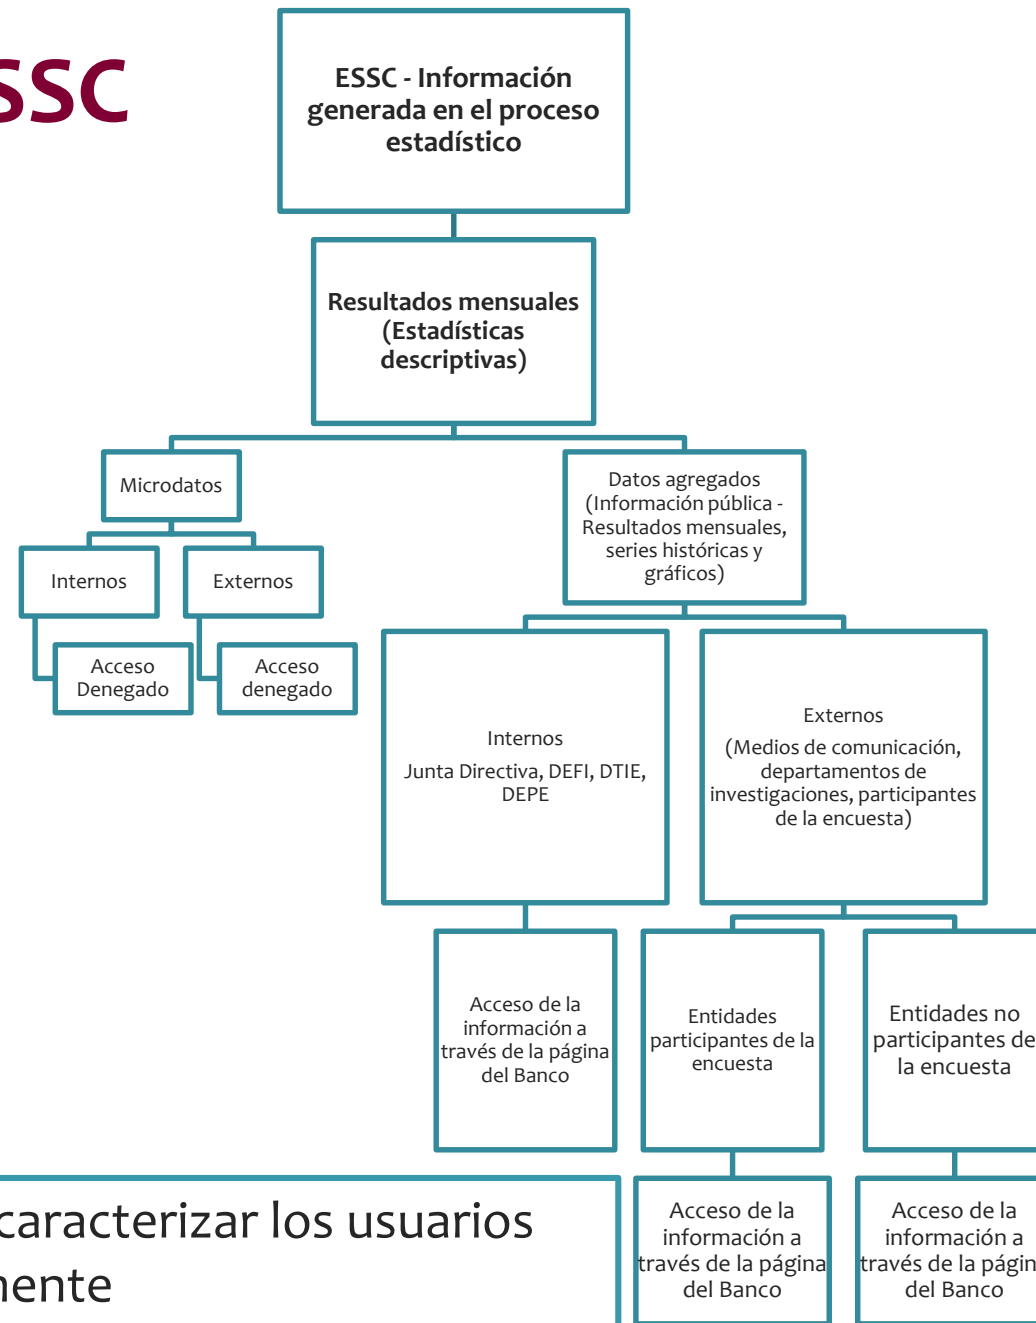 SSC
ESSC - Información
generada en el proceso
estadístico
Resultados mensuales
(Estadísticas
descriptivas)
Microdatos
Datos agregados
(Información pública -
Resultados mensuales,
series históricas y
gráficos)
Internos
Externos
Acceso
Denegado
Acceso
denegado
Internos
Junta Directiva, DEFI, DTIE,
DEPE
Externos
(Medios de comunicación,
departamentos de
investigaciones, participantes
de la encuesta)
Acceso de la
información a
través de la página
del Banco
Entidades
participantes de la
encuesta
Entidades no
participantes de
la encuesta
caracterizar los usuarios
mente
Acceso de la
información a
través de la página
del Banco
Acceso de la
información a
través de la págin
del Banco